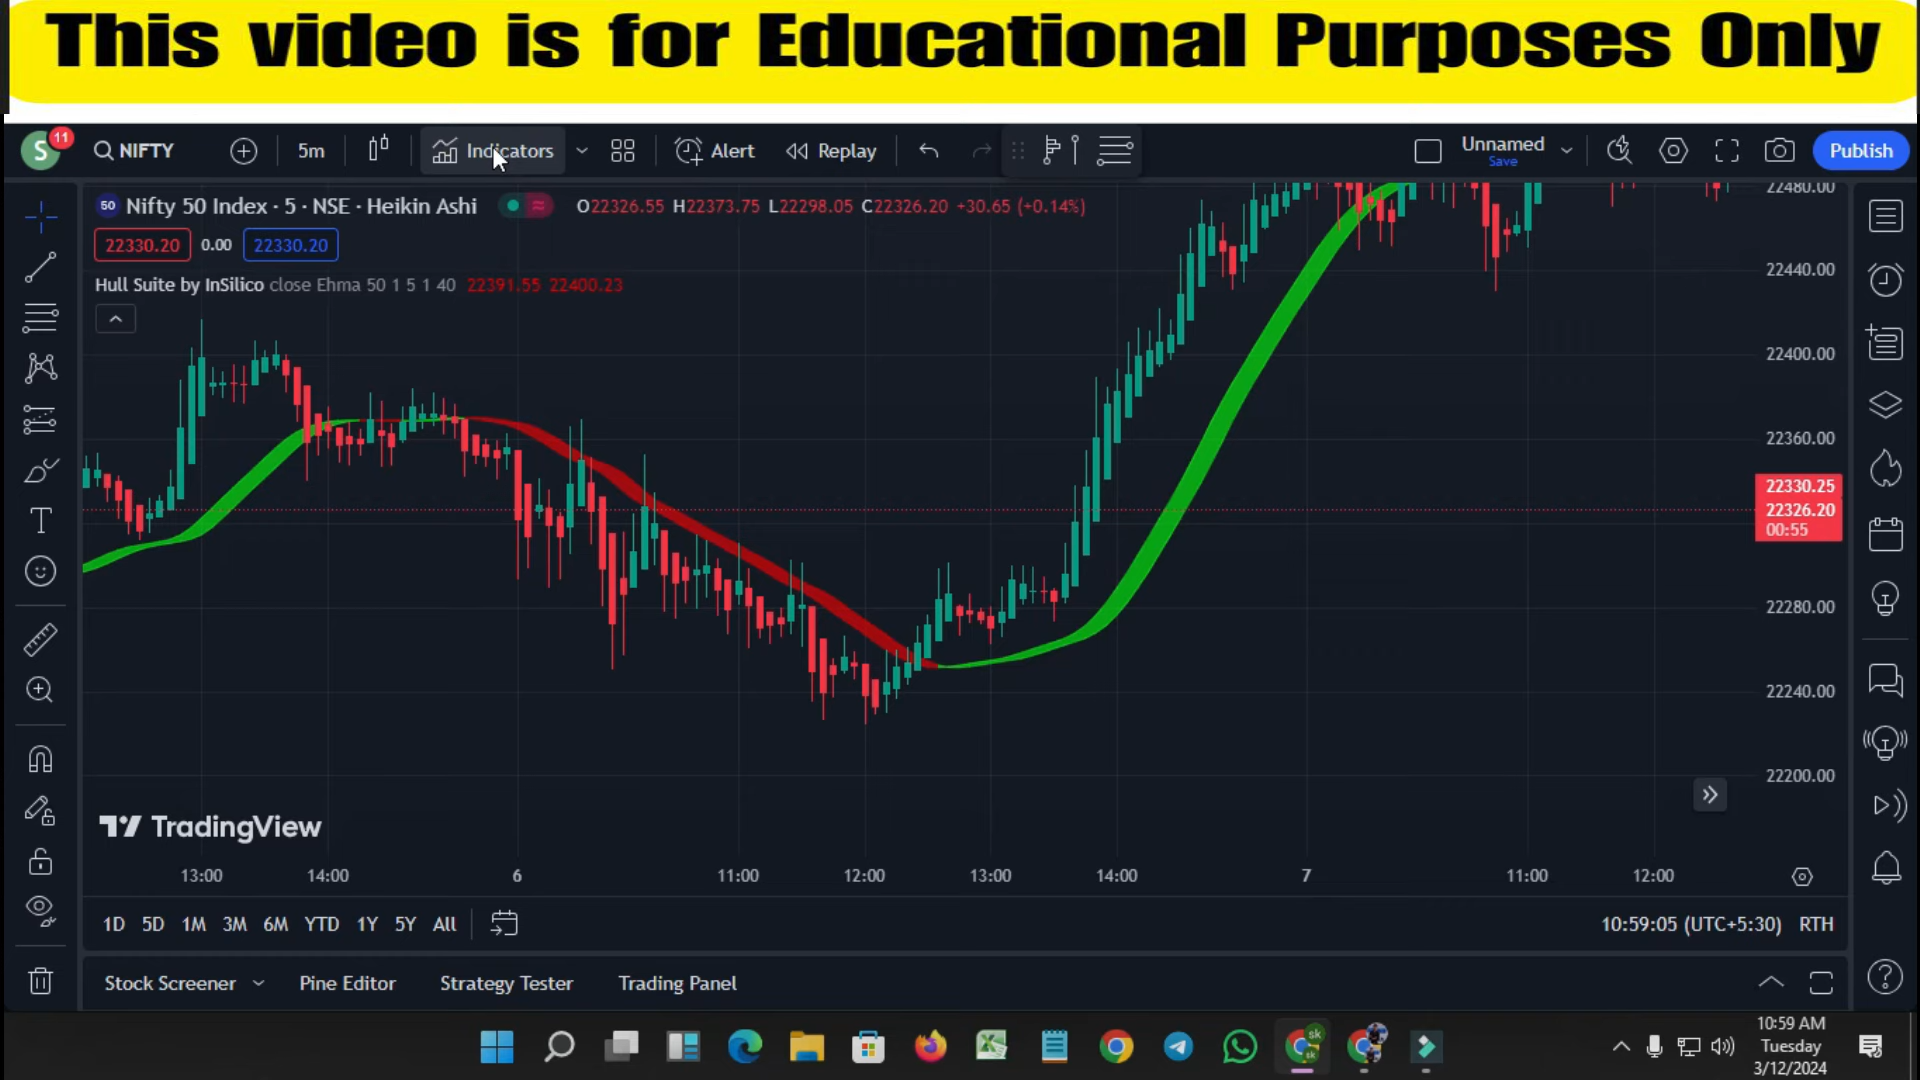 This video is for Educational Purposes Only
S 11 NIFTY 5m Indicators Alert Replay Unnamed Save Publish
50 Nifty 50 Index · 5 · NSE · Heikin Ashi O22326.55 H22373.75 L22298.05 C22326.20 +30.65 (+0.14%)
22330.20 0.00 22330.20
Hull Suite by InSilico close Ehma 50 1 5 1 40 22391.55 22400.23
22480.00
22440.00
22400.00
22360.00
22330.25
22326.20
00:55
22280.00
22240.00
22200.00
TradingView
13:00 14:00 6 11:00 12:00 13:00 14:00 7 11:00 12:00
1D 5D 1M 3M 6M YTD 1Y 5Y All 10:59:05 (UTC+5:30) RTH
Stock Screener Pine Editor Strategy Tester Trading Panel
sk
sk
10:59 AM
Tuesday
3/12/2024